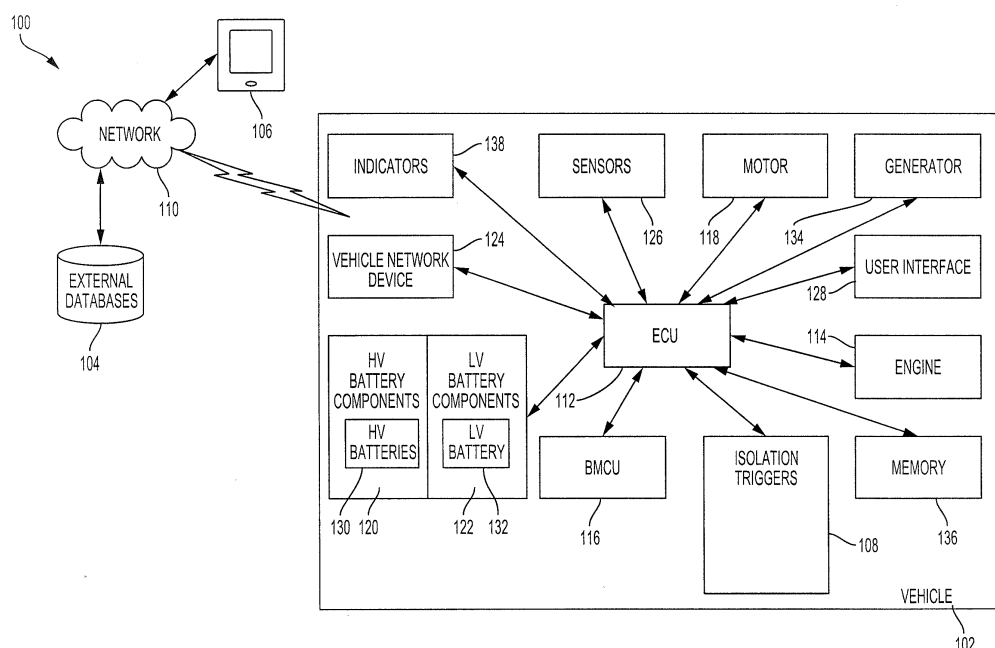 100
106
NETWORK
110
EXTERNAL
DATABASES
104
INDICATORS
138
SENSORS
126
MOTOR
118
GENERATOR
134
VEHICLE NETWORK
DEVICE
124
USER INTERFACE
128
ECU
112
ENGINE
114
HV
BATTERY
COMPONENTS
HV
BATTERIES
130
120
LV
BATTERY
COMPONENTS
LV
BATTERY
122
132
BMCU
116
ISOLATION
TRIGGERS
108
MEMORY
136
VEHICLE
102